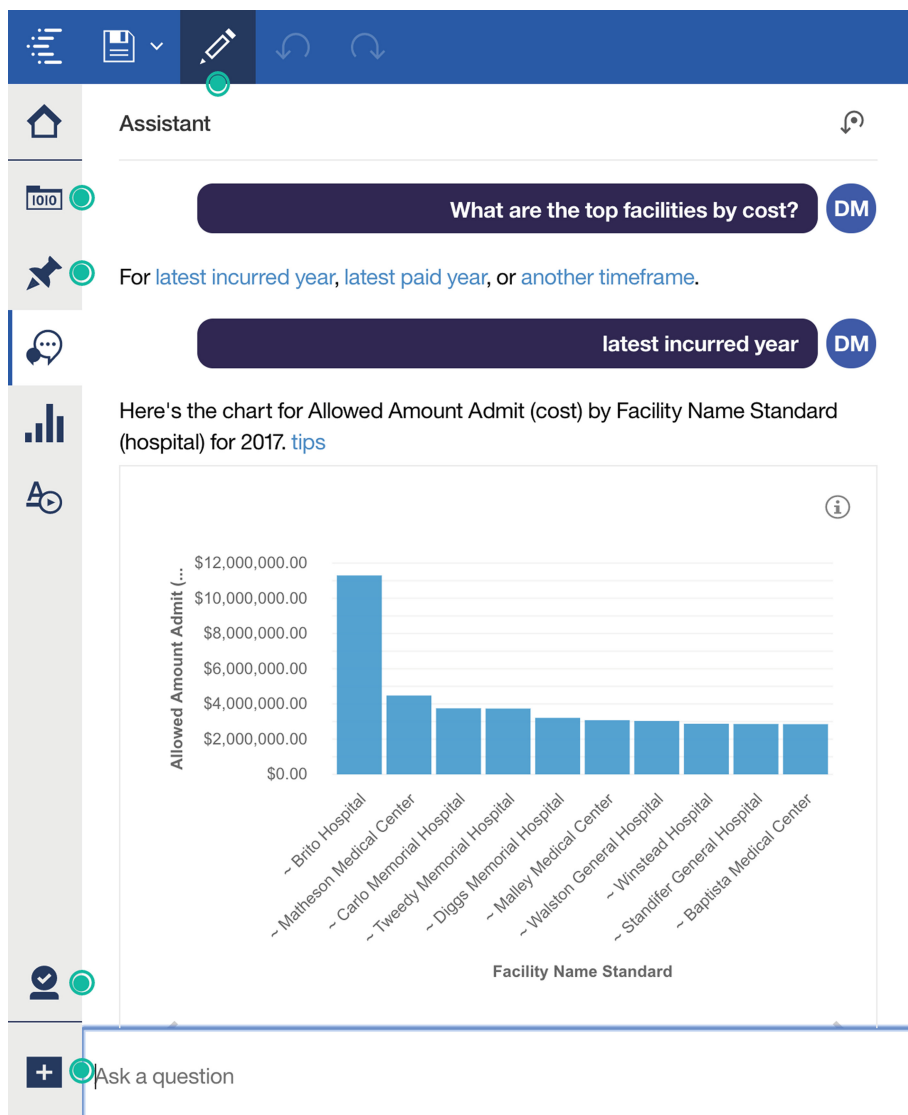 Assistant
What are the top facilities by cost?
DM
For latest incurred year, latest paid year, or another timeframe.
latest incurred year
DM
Here's the chart for Allowed Amount Admit (cost) by Facility Name Standard
(hospital) for 2017. tips
1010
A
i
Allowed Amount Admit (...
$12,000,000.00
$10,000,000.00
$8,000,000.00
$6,000,000.00
$4,000,000.00
$2,000,000.00
$0.00
~ Brito Hospital
~ Matheson Medical Center
~ Carlo Memorial Hospital
~ Tweedy Memorial Hospital
~ Diggs Memorial Hospital
~ Malley Medical Center
~ Walston General Hospital
~ Winstead Hospital
~ Standifer General Hospital
~ Baptista Medical Center
Facility Name Standard
Ask a question